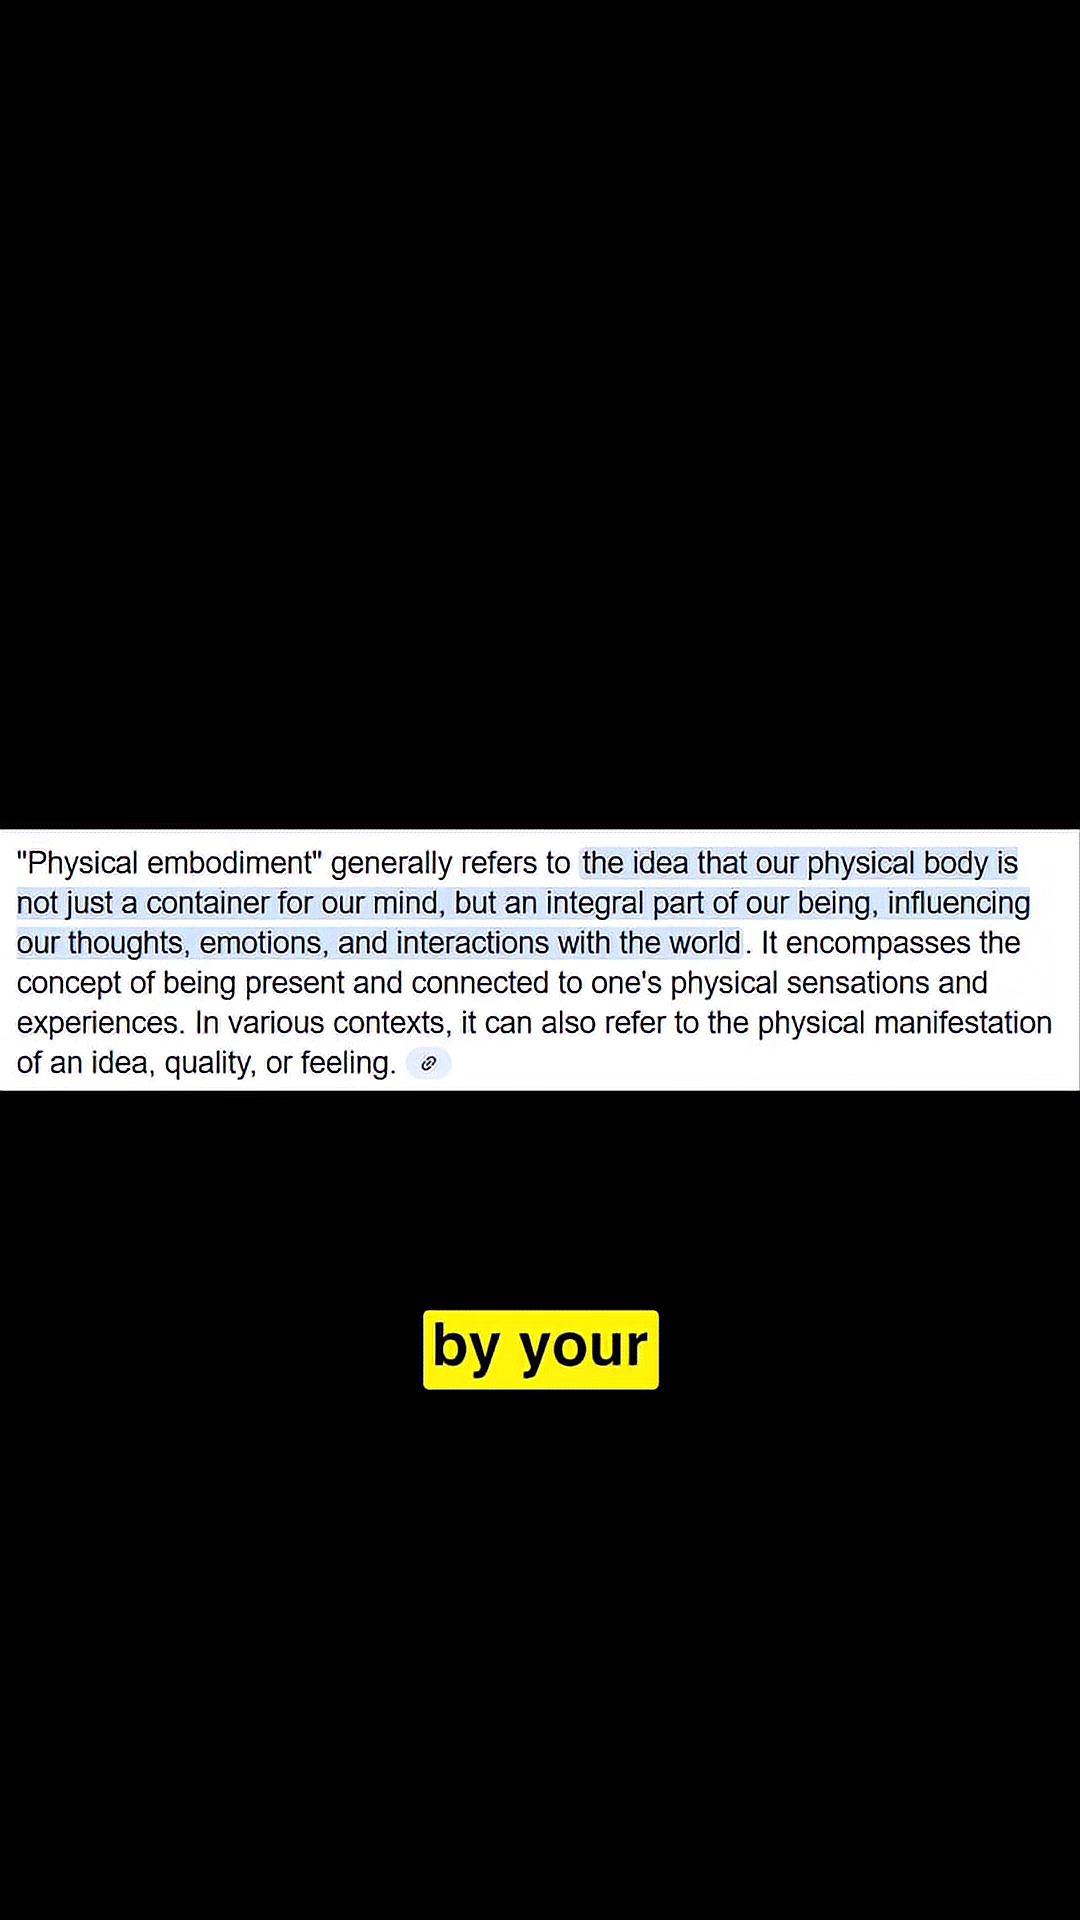 "Physical embodiment" generally refers to the idea that our physical body is
not just a container for our mind, but an integral part of our being, influencing
our thoughts, emotions, and interactions with the world. It encompasses the
concept of being present and connected to one's physical sensations and
experiences. In various contexts, it can also refer to the physical manifestation
of an idea, quality, or feeling.
by your